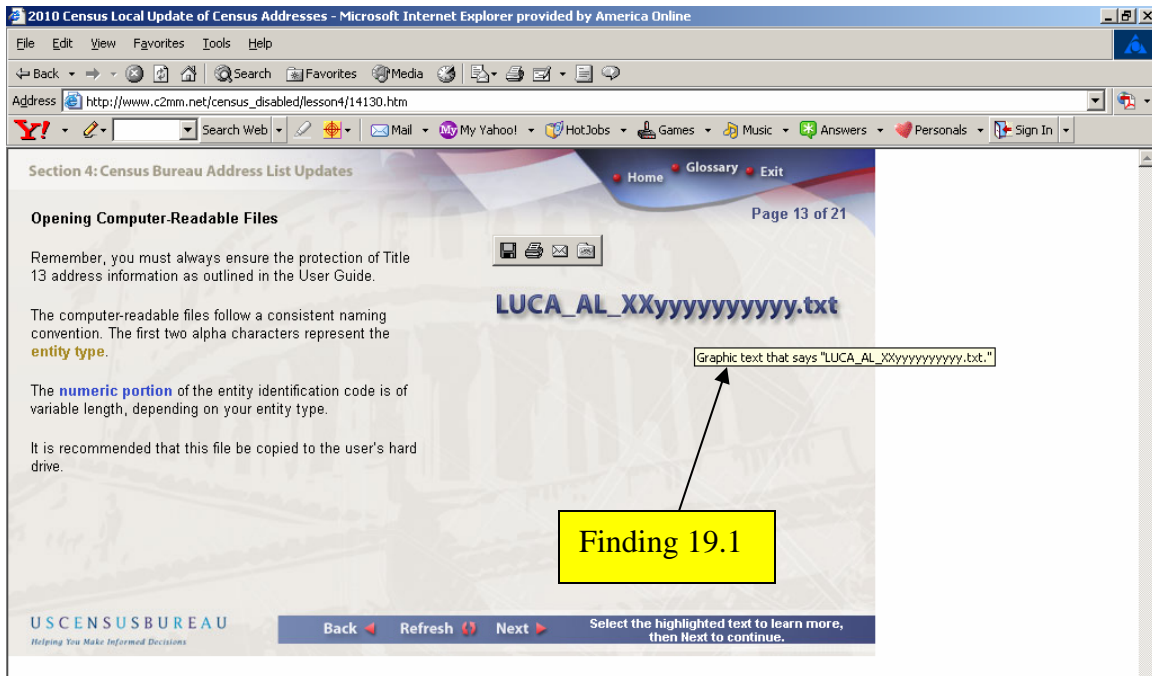 2010 Census Local Update of Census Addresses - Microsoft Internet Explorer provided by America Online
File Edit View Favorites Tools Help
Back Search Favorites Media
Address http://www.c2mm.net/census_disabled/lesson4/14130.htm
Y! Search Web Mail My Yahoo! HotJobs Games Music Answers Personals Sign In
Section 4: Census Bureau Address List Updates
Home Glossary Exit
Page 13 of 21
Opening Computer-Readable Files
Remember, you must always ensure the protection of Title
13 address information as outlined in the User Guide.
The computer-readable files follow a consistent naming
convention. The first two alpha characters represent the
entity type.
The numeric portion of the entity identification code is of
variable length, depending on your entity type.
It is recommended that this file be copied to the user's hard
drive.
LUCA_AL_XXyyyyyyyyyy.txt
Graphic text that says "LUCA_AL_XXyyyyyyyyyy.txt."
Finding 19.1
USCENSUSBUREAU
Helping You Make Informed Decisions
Back Refresh Next
Select the highlighted text to learn more,
then Next to continue.